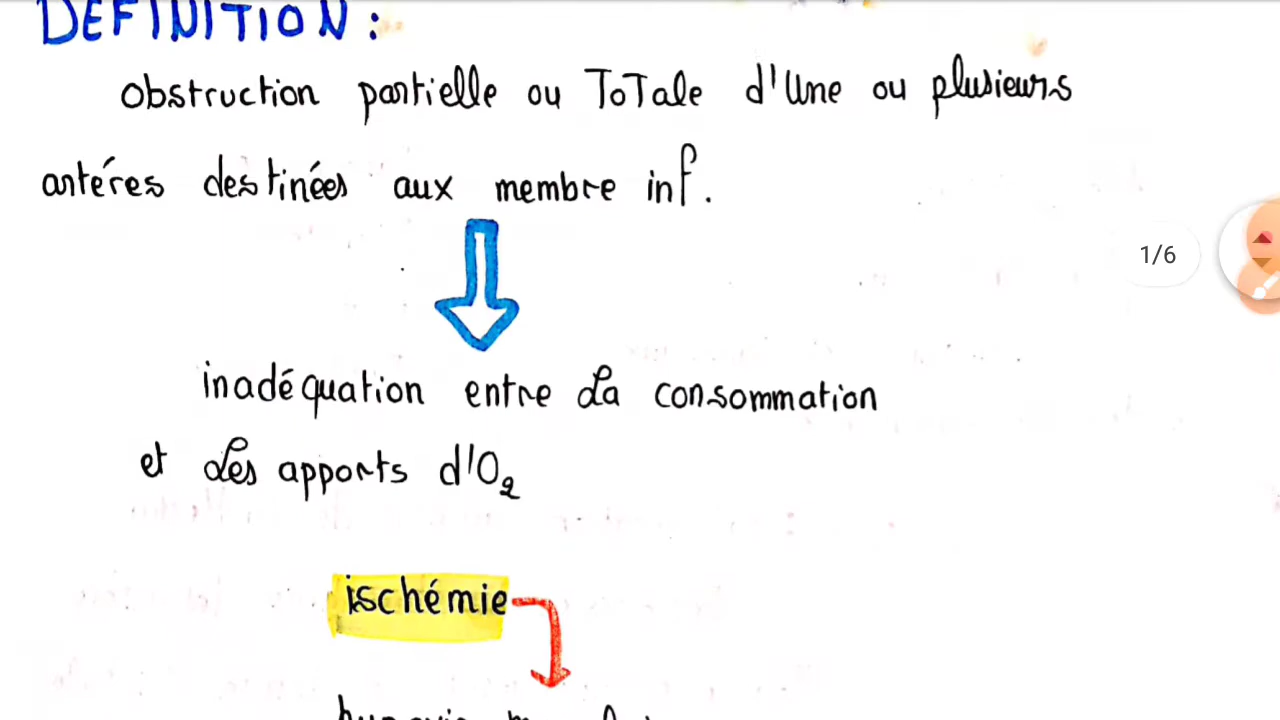 DEFINITION :
obstruction partielle ou ToTale d'Une ou plusieurs
artéres destinées aux membre inf.
1/6
inadéquation entre La consommation
et Les apports d'O₂
ischémie